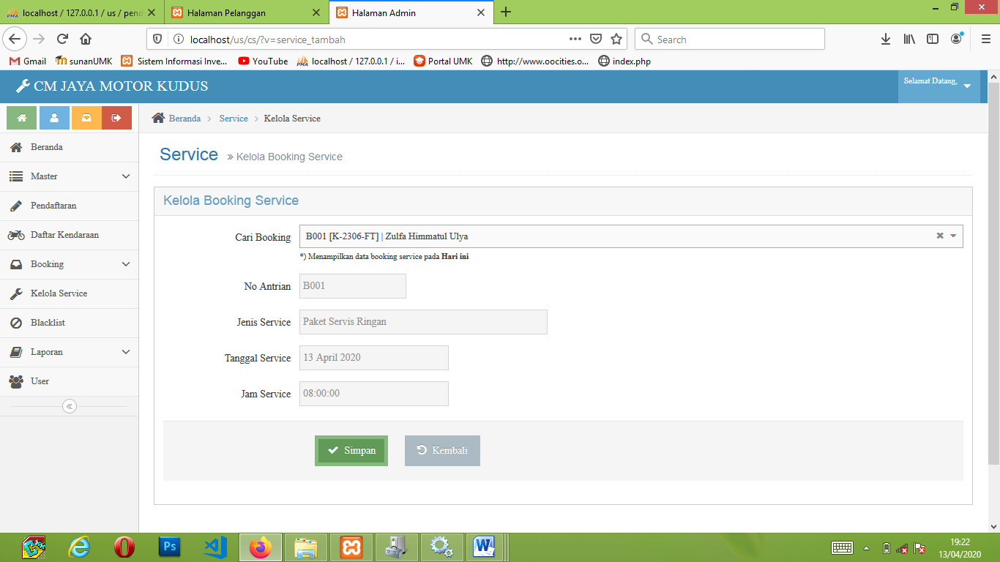 localhost / 127.0.0.1 / us / pend
Halaman Pelanggan
Halaman Admin
localhost/us/cs/?v=service_tambah
Search
Gmail
sunanUMK
Sistem Informasi Inve...
YouTube
localhost / 127.0.0.1 / i...
Portal UMK
http://www.oocities.o...
index.php
CM JAYA MOTOR KUDUS
Selamat Datang,
Beranda
Service
Kelola Service
Beranda
Master
Pendaftaran
Daftar Kendaraan
Booking
Kelola Service
Blacklist
Laporan
User
Service » Kelola Booking Service
Kelola Booking Service
Cari Booking B001 [K-2306-FT] | Zulfa Himmatul Ulya
*) Menampilkan data booking service pada Hari ini
No Antrian B001
Jenis Service Paket Servis Ringan
Tanggal Service 13 April 2020
Jam Service 08:00:00
Simpan Kembali
Ps
19:22
13/04/2020